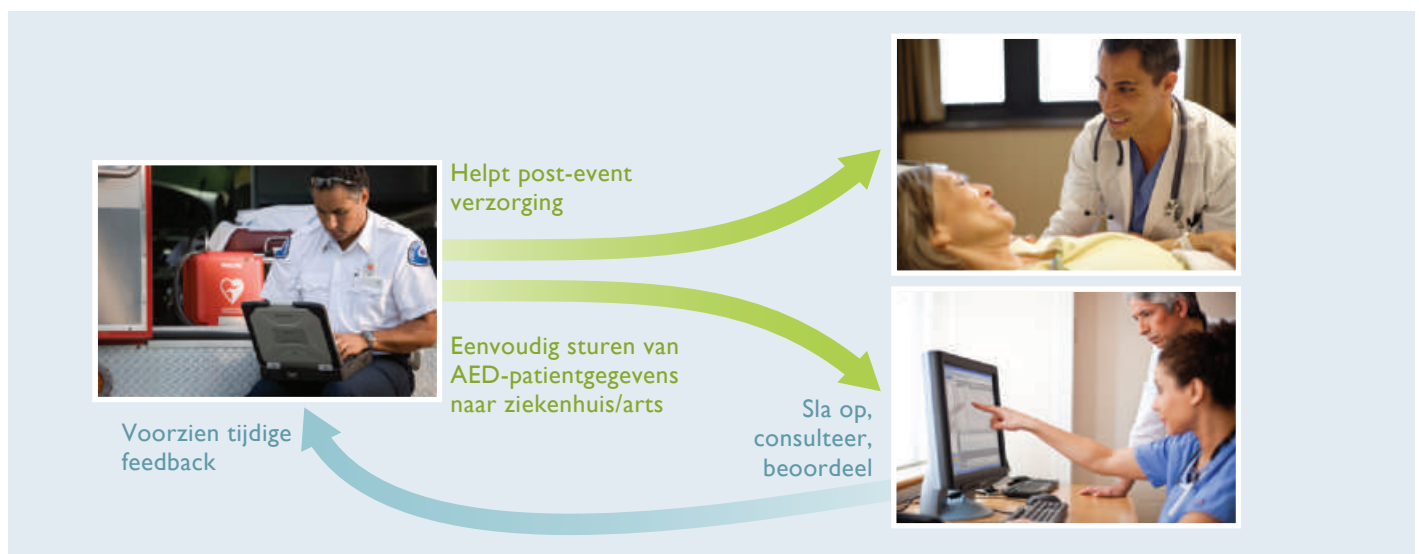 Helpt post-event
verzorging
Eenvoudig sturen van
AED-patientgegevens
naar ziekenhuis/arts
Sla op,
consulteer,
beoordeel
Voorzien tijdige
feedback